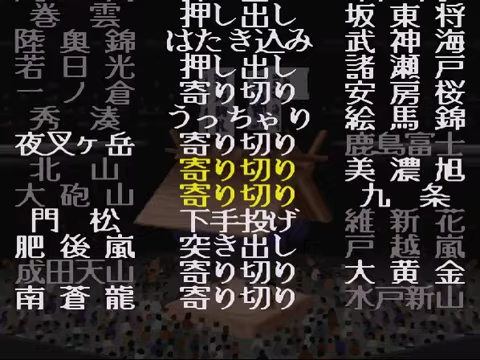 巻雲 押し出し 坂東将
陸奥錦 はたき込み 武神海
若日光 押し出し 諸瀬戸
一ノ倉 寄り切り 安房桜
秀湊 うっちゃり 絵馬錦
夜叉ヶ岳 寄り切り 鹿島富士
北山 寄り切り 美濃旭
大砲山 寄り切り 九条
門松 下手投げ 維新花
肥後嵐 突き出し 戸越嵐
成田天山 寄り切り 大黄金
南蒼龍 寄り切り 水戸新山